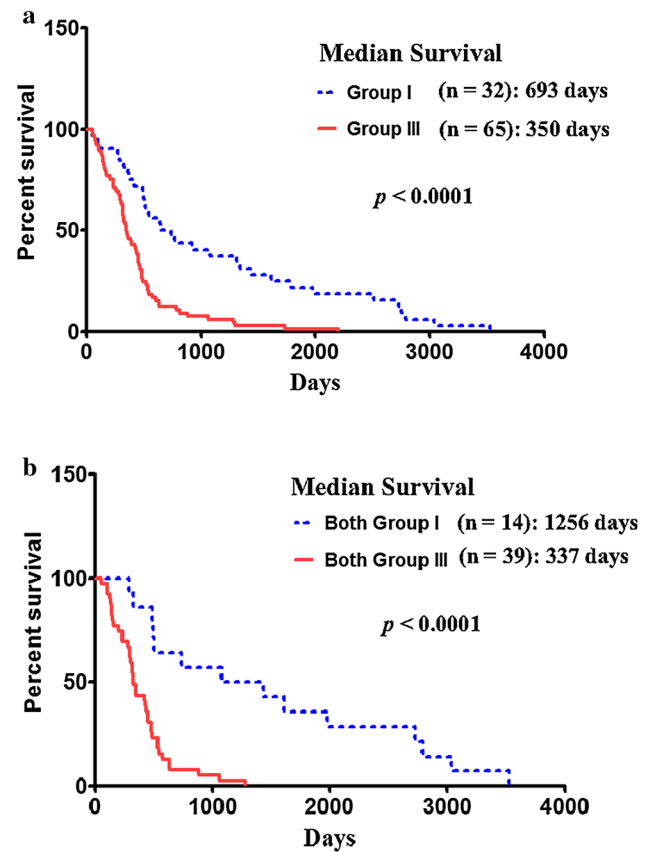 a
150
100
50
0
Percent survival
Median Survival
Group I (n = 32): 693 days
Group III (n = 65): 350 days
p < 0.0001
0 1000 2000 3000 4000
Days
b
150
100
50
0
Percent survival
Median Survival
Both Group I (n = 14): 1256 days
Both Group III (n = 39): 337 days
p < 0.0001
0 1000 2000 3000 4000
Days